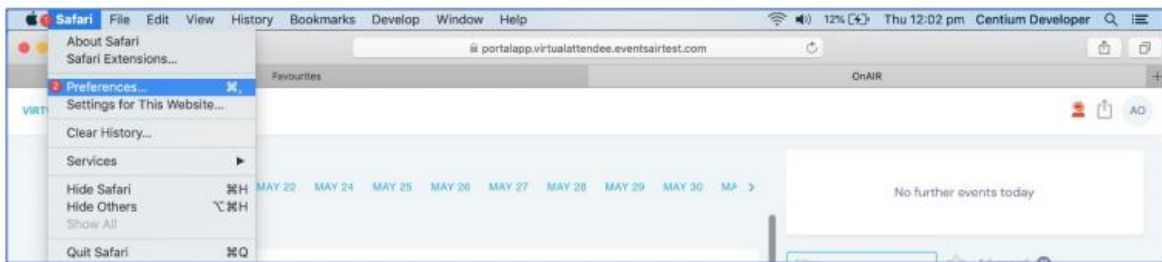 1 Safari File Edit View History Bookmarks Develop Window Help 12% Thu 12:02 pm Centium Developer
About Safari
Safari Extensions...
2 Preferences... ⌘,
Settings for This Website...
Clear History...
Services ▶
Hide Safari ⌘H
Hide Others ⌥⌘H
Show All
Quit Safari ⌘Q
portalapp.virtualattendee.eventsairtest.com
Favourites OnAIR
VIRT
AO
MAY 22 MAY 24 MAY 25 MAY 26 MAY 27 MAY 28 MAY 29 MAY 30 MA >
No further events today